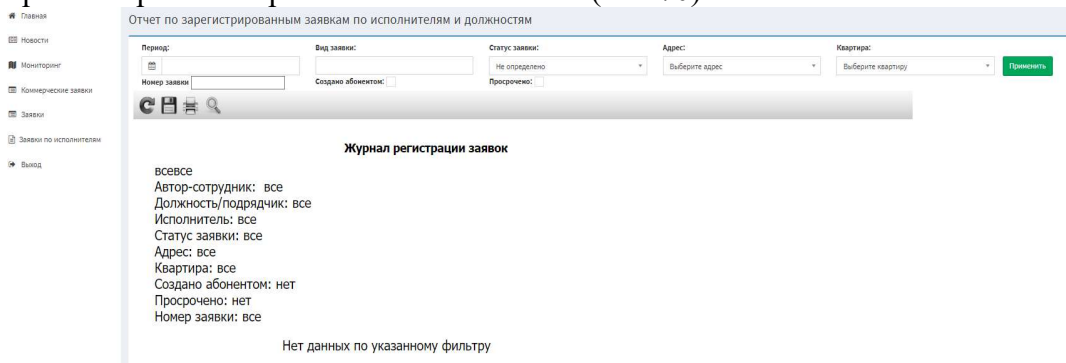 Главная
Новости
Мониторинг
Коммерческие заявки
Заявки
Заявки по исполнителям
Выход
Отчет по зарегистрированным заявкам по исполнителям и должностям
Период: Вид заявки: Статус заявки: Адрес: Квартира:
Не определено Выберите адрес Выберите квартиру Применить
Номер заявки Создано абонентом: Просрочено:
Журнал регистрации заявок
всевсе
Автор-сотрудник: все
Должность/подрядчик: все
Исполнитель: все
Статус заявки: все
Адрес: все
Квартира: все
Создано абонентом: нет
Просрочено: нет
Номер заявки: все
Нет данных по указанному фильтру